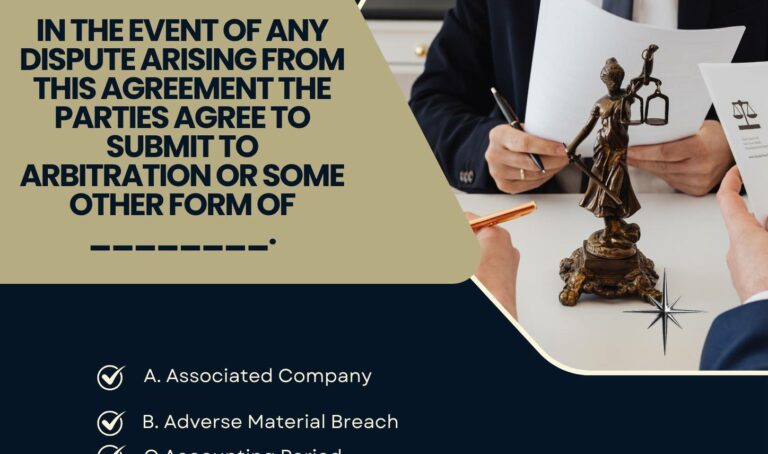 IN THE EVENT OF ANY
DISPUTE ARISING FROM
THIS AGREEMENT THE
PARTIES AGREE TO
SUBMIT TO
ARBITRATION OR SOME
OTHER FORM OF
_________.
A. Associated Company
B. Adverse Material Breach
C Accounting Period